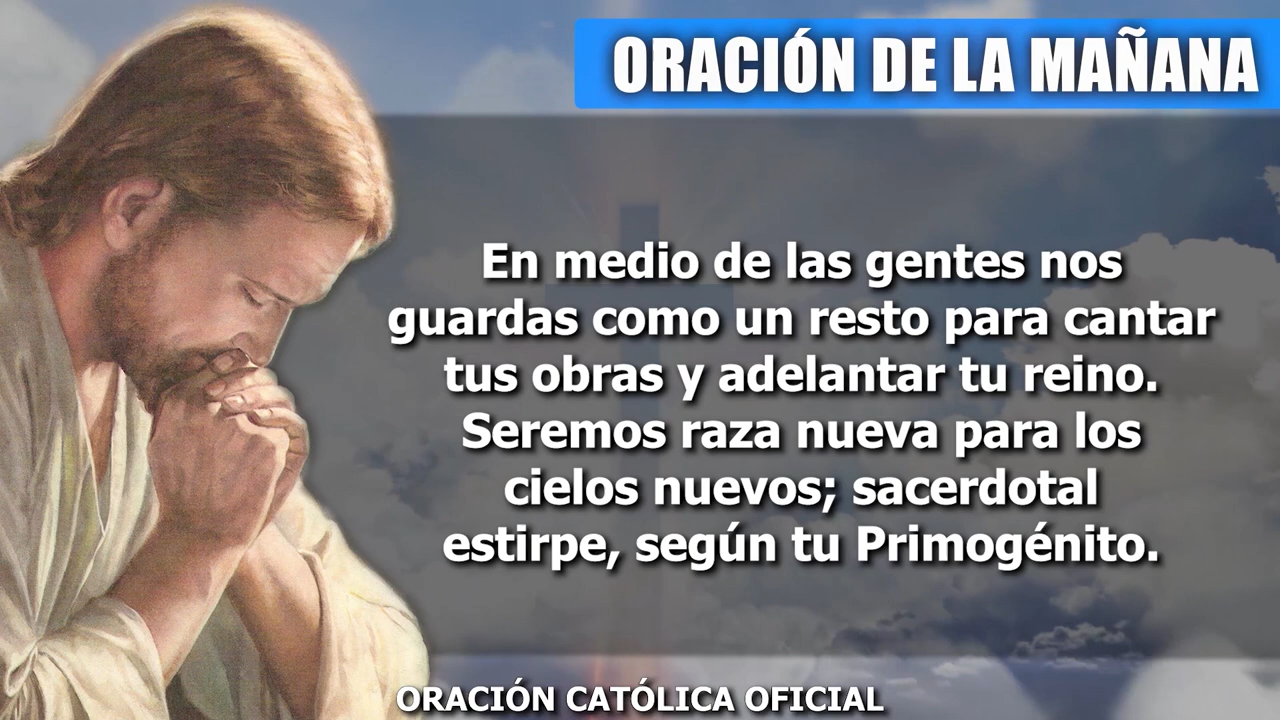 ORACIÓN DE LA MAÑANA
En medio de las gentes nos
guardas como un resto para cantar
tus obras y adelantar tu reino.
Seremos raza nueva para los
cielos nuevos; sacerdotal
estirpe, según tu Primogénito.
ORACIÓN CATÓLICA OFICIAL